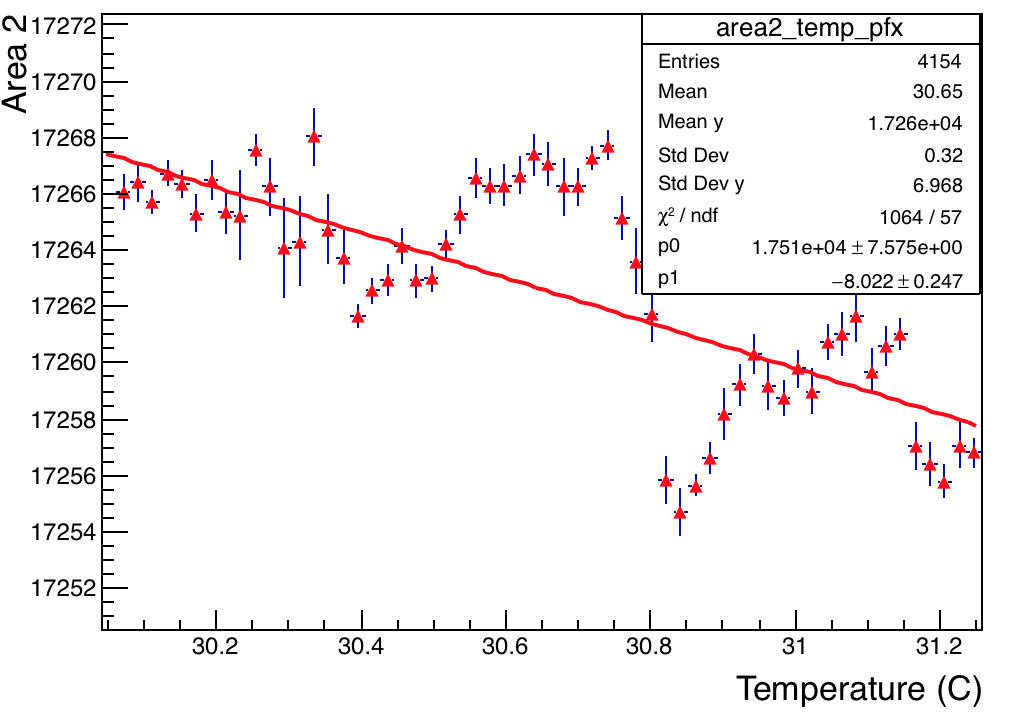 area2_temp_pfx
Entries 4154
Mean 30.65
Mean y 1.726e+04
Std Dev 0.32
Std Dev y 6.968
χ² / ndf 1064 / 57
p0 1.751e+04 ± 7.575e+00
p1 −8.022 ± 0.247
Area 2
17272
17270
17268
17266
17264
17262
17260
17258
17256
17254
17252
30.2 30.4 30.6 30.8 31 31.2
Temperature (C)